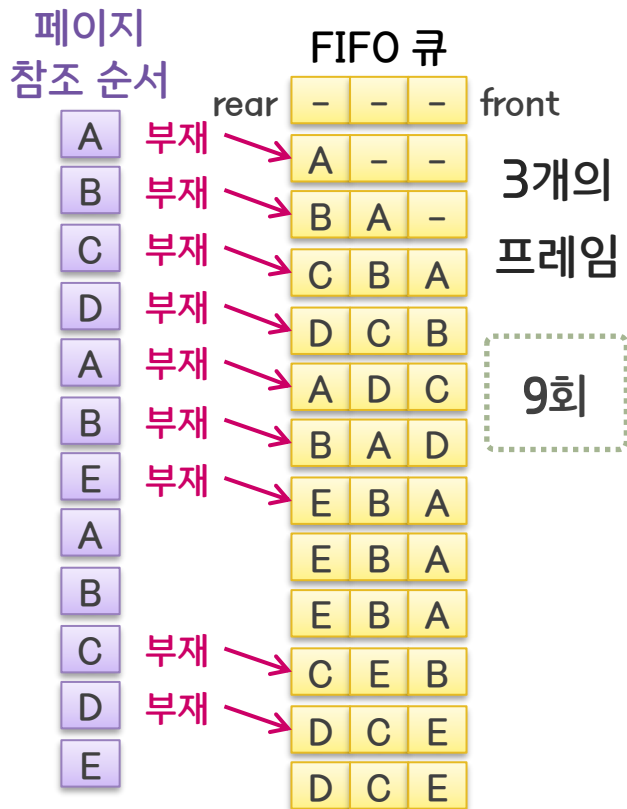 페이지
참조 순서
FIFO 큐
rear - - - front
A 부재 A - -
B 부재 B A -
C 부재 C B A
D 부재 D C B
A 부재 A D C
B 부재 B A D
E 부재 E B A
A E B A
B E B A
C 부재 C E B
D 부재 D C E
E D C E
3개의
프레임
9회